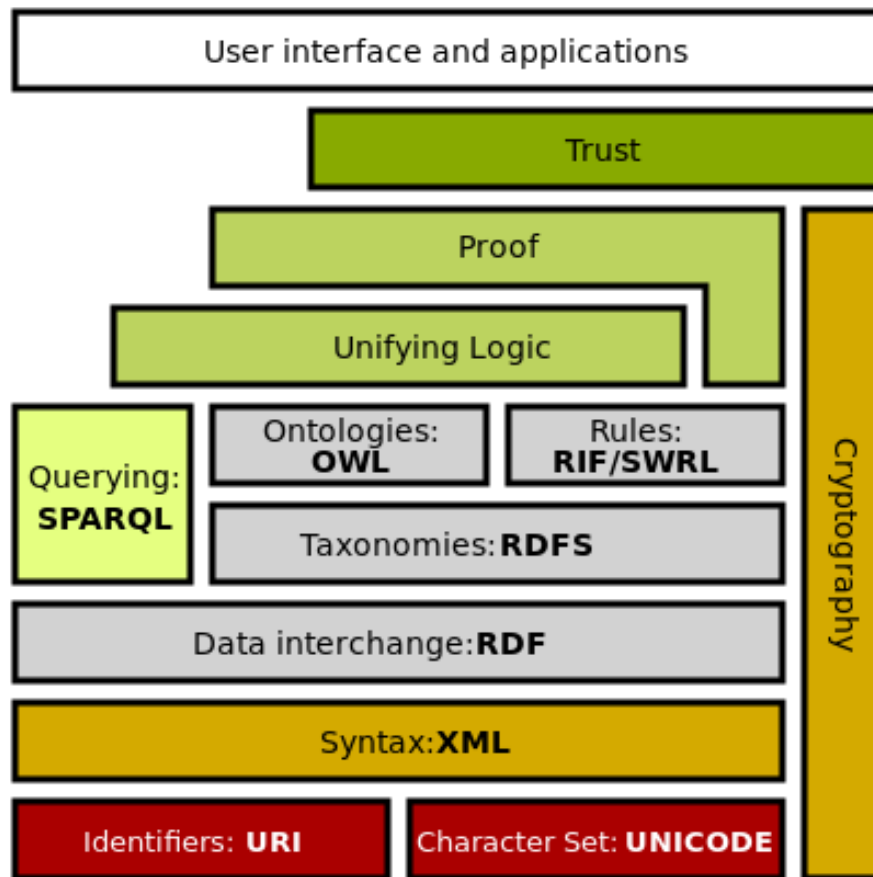 User interface and applications
Trust
Proof
Unifying Logic
Ontologies:
OWL
Rules:
RIF/SWRL
Querying:
SPARQL
Taxonomies: RDFS
Data interchange: RDF
Syntax: XML
Identifiers: URI
Character Set: UNICODE
Cryptography